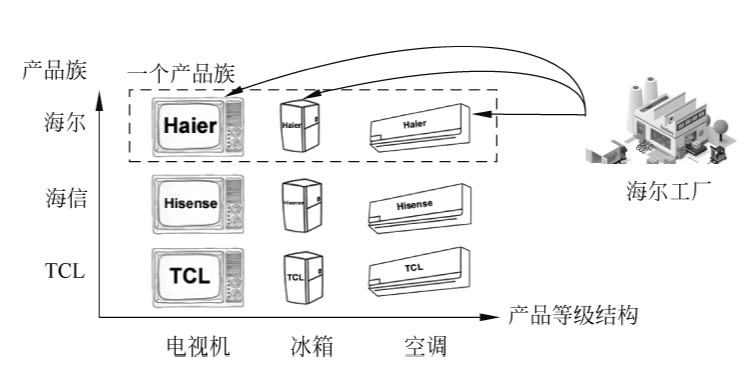 产品族
一个产品族
海尔
Haier
Haier
Haier
海尔工厂
海信
Hisense
Hisense
Hisense
TCL
TCL
TCL
TCL
产品等级结构
电视机
冰箱
空调